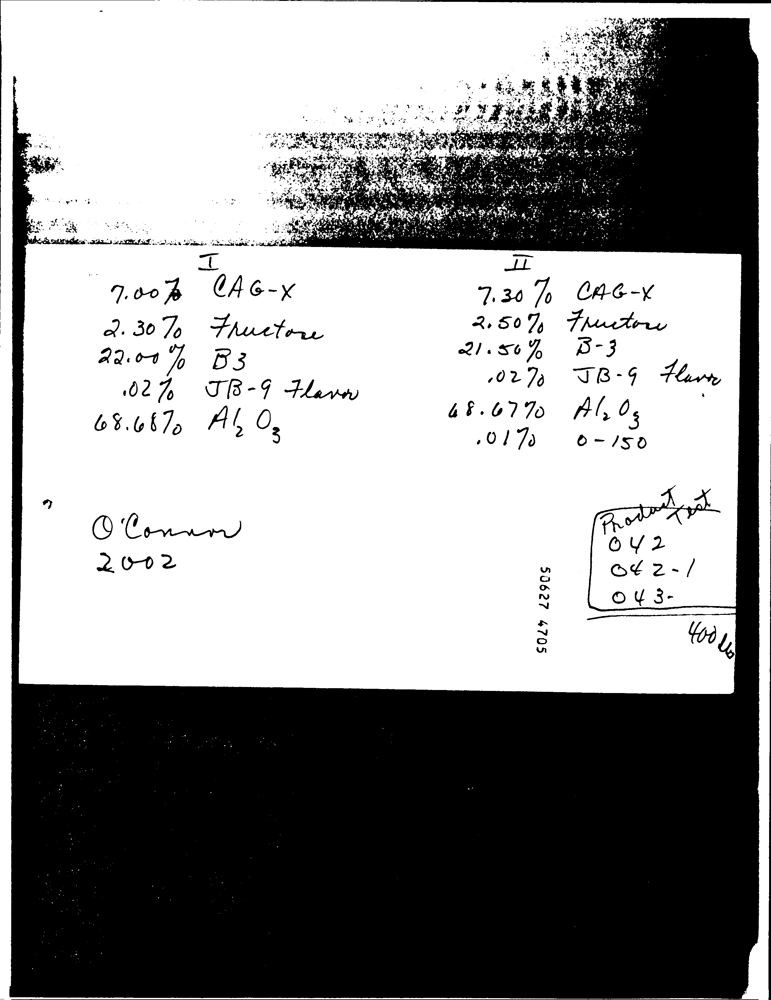 I
7.00% CAG-X
2.30% Fructose
22.00% B3
.02% JB-9 Flavor
68.68% Al2O3
II
7.30% CAG-X
2.50% Fructose
21.50% B-3
.02% JB-9 Flavor
68.67% Al2O3
.01% 0-150
O'Connor
2002
Product Test
042
042-1
043-
400 lb
50627 4705